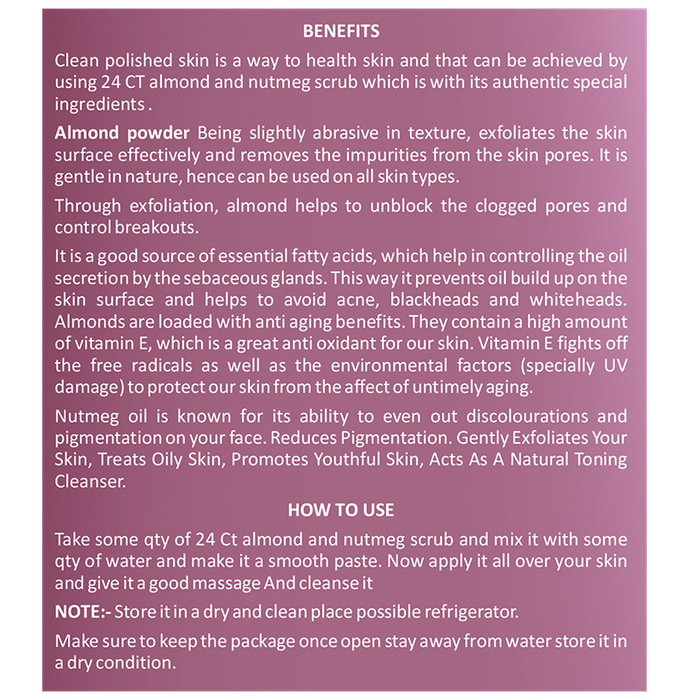 BENEFITS
Clean polished skin is a way to health skin and that can be achieved by
using 24 CT almond and nutmeg scrub which is with its authentic special
ingredients .
Almond powder Being slightly abrasive in texture, exfoliates the skin
surface effectively and removes the impurities from the skin pores. It is
gentle in nature, hence can be used on all skin types.
Through exfoliation, almond helps to unblock the clogged pores and
control breakouts.
It is a good source of essential fatty acids, which help in controlling the oil
secretion by the sebaceous glands. This way it prevents oil build up on the
skin surface and helps to avoid acne, blackheads and whiteheads.
Almonds are loaded with anti aging benefits. They contain a high amount
of vitamin E, which is a great anti oxidant for our skin. Vitamin E fights off
the free radicals as well as the environmental factors (specially UV
damage) to protect our skin from the affect of untimely aging.
Nutmeg oil is known for its ability to even out discolourations and
pigmentation on your face. Reduces Pigmentation. Gently Exfoliates Your
Skin, Treats Oily Skin, Promotes Youthful Skin, Acts As A Natural Toning
Cleanser.
HOW TO USE
Take some qty of 24 Ct almond and nutmeg scrub and mix it with some
qty of water and make it a smooth paste. Now apply it all over your skin
and give it a good massage And cleanse it
NOTE:- Store it in a dry and clean place possible refrigerator.
Make sure to keep the package once open stay away from water store it in
a dry condition.